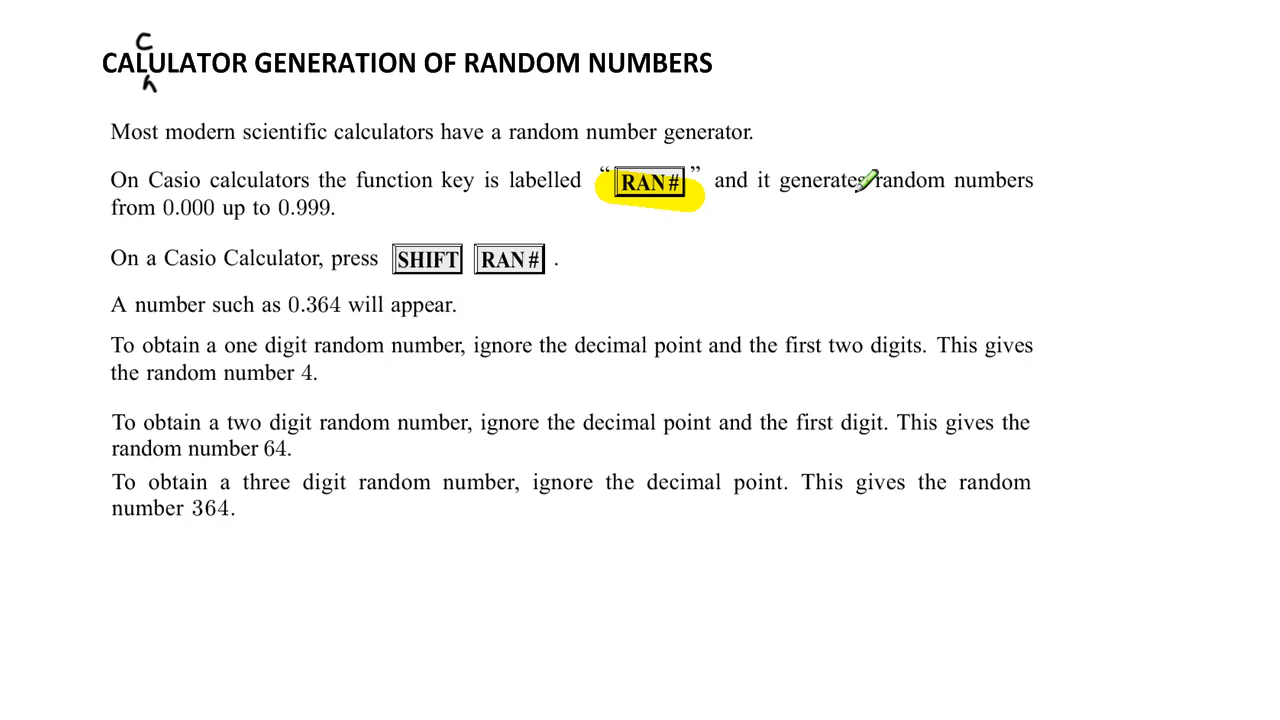 C
CALULATOR GENERATION OF RANDOM NUMBERS
Most modern scientific calculators have a random number generator.
On Casio calculators the function key is labelled “ RAN# ” and it generates random numbers
from 0.000 up to 0.999.
On a Casio Calculator, press SHIFT RAN# .
A number such as 0.364 will appear.
To obtain a one digit random number, ignore the decimal point and the first two digits. This gives
the random number 4.
To obtain a two digit random number, ignore the decimal point and the first digit. This gives the
random number 64.
To obtain a three digit random number, ignore the decimal point. This gives the random
number 364.